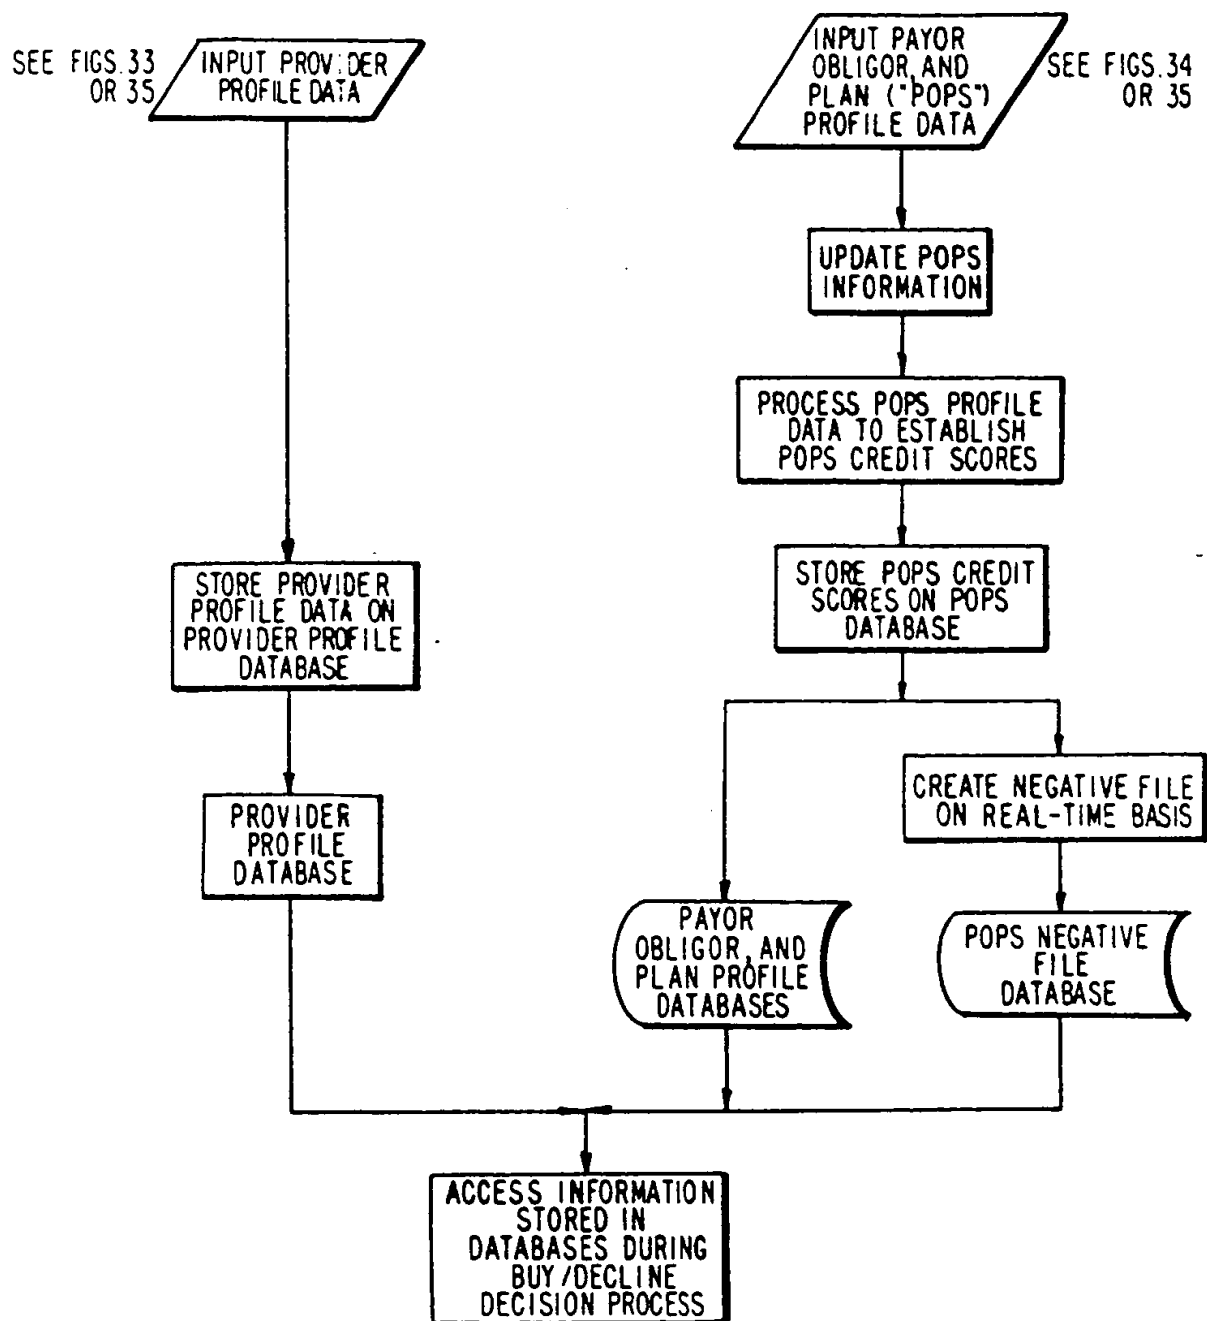 SEE FIGS. 33
OR 35
INPUT PROVIDER
PROFILE DATA
INPUT PAYOR
OBLIGOR, AND
PLAN ("POPS")
PROFILE DATA
SEE FIGS. 34
OR 35
UPDATE POPS
INFORMATION
PROCESS POPS PROFILE
DATA TO ESTABLISH
POPS CREDIT SCORES
STORE PROVIDER
PROFILE DATA ON
PROVIDER PROFILE
DATABASE
STORE POPS CREDIT
SCORES ON POPS
DATABASE
PROVIDER
PROFILE
DATABASE
CREATE NEGATIVE FILE
ON REAL-TIME BASIS
PAYOR
OBLIGOR, AND
PLAN PROFILE
DATABASES
POPS NEGATIVE
FILE
DATABASE
ACCESS INFORMATION
STORED IN
DATABASES DURING
BUY/DECLINE
DECISION PROCESS